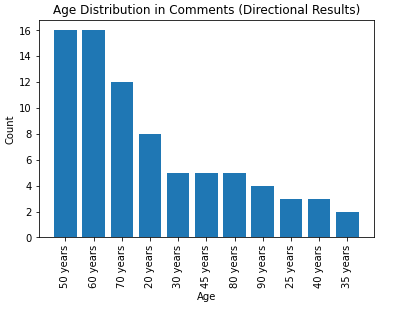 Age Distribution in Comments (Directional Results)
16
14
12
10
8
6
4
2
0
Count
50 years
60 years
70 years
20 years
30 years
45 years
80 years
90 years
25 years
40 years
35 years
Age